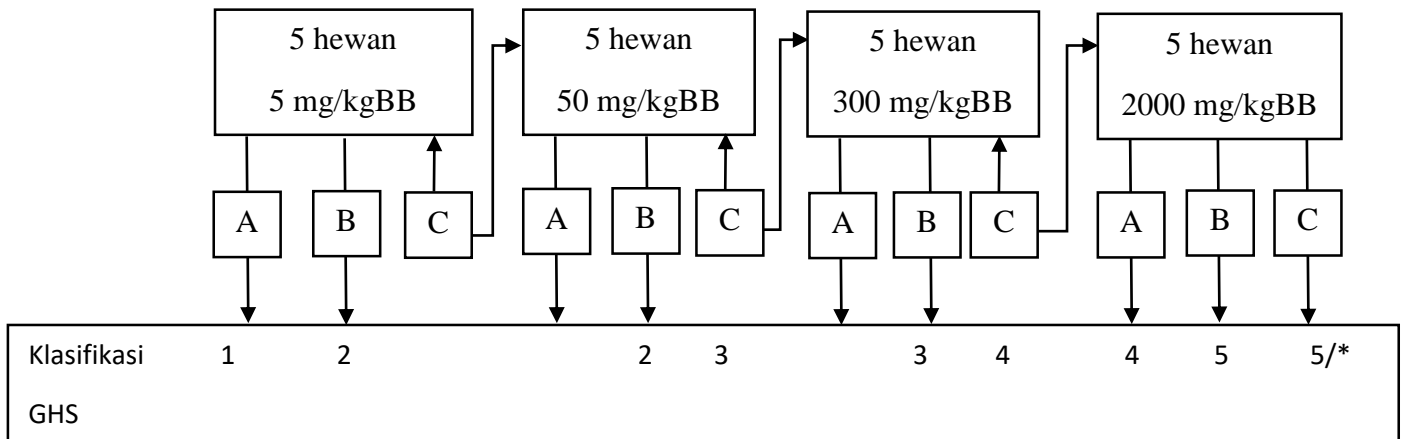 5 hewan
5 mg/kgBB
5 hewan
50 mg/kgBB
5 hewan
300 mg/kgBB
5 hewan
2000 mg/kgBB
A B C A B C A B C A B C
Klasifikasi 1 2 2 3 3 4 4 5 5/*
GHS